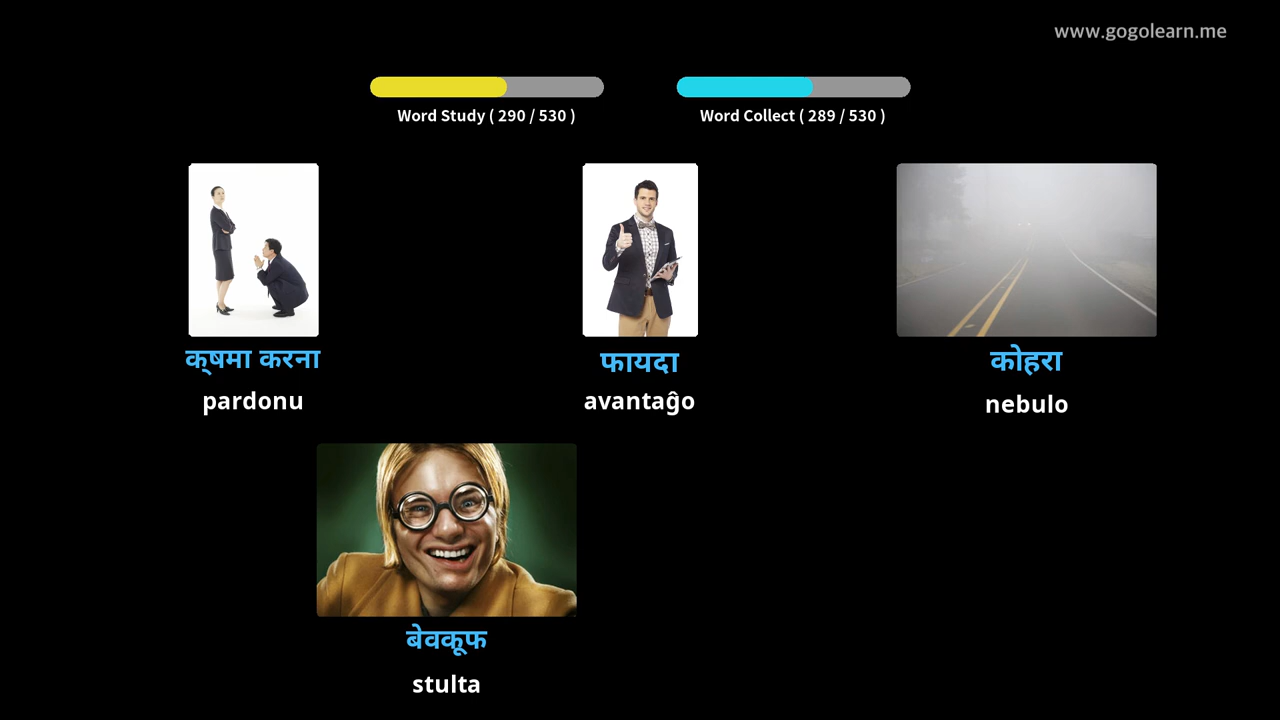 www.gogolearn.me
Word Study ( 290 / 530 )
Word Collect ( 289 / 530 )
क्षमा करना
फायदा
कोहरा
pardonu
avantaĝo
nebulo
बेवकूफ
stulta